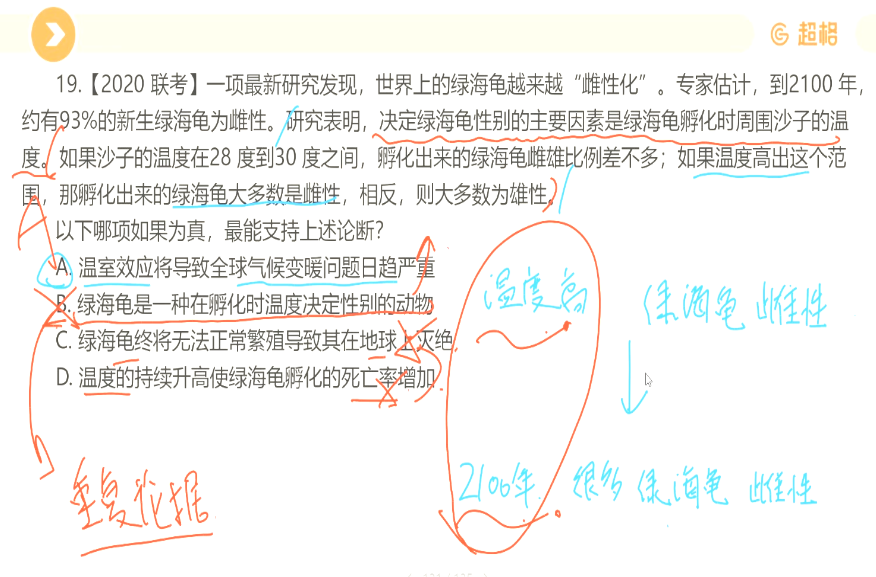 超格
19.【2020 联考】一项最新研究发现，世界上的绿海龟越来越“雌性化”。专家估计，到2100 年，
约有93%的新生绿海龟为雌性。研究表明，决定绿海龟性别的主要因素是绿海龟孵化时周围沙子的温
度。如果沙子的温度在28 度到30 度之间，孵化出来的绿海龟雌雄比例差不多；如果温度高出这个范
围，那孵化出来的绿海龟大多数是雌性，相反，则大多数为雄性。
A
以下哪项如果为真，最能支持上述论断？
A. 温室效应将导致全球气候变暖问题日趋严重
B. 绿海龟是一种在孵化时温度决定性别的动物
C. 绿海龟终将无法正常繁殖导致其在地球上灭绝
D. 温度的持续升高使绿海龟孵化的死亡率增加
温度高 绿海龟 雌性
2100年 很多 绿海龟 雌性
重复论据